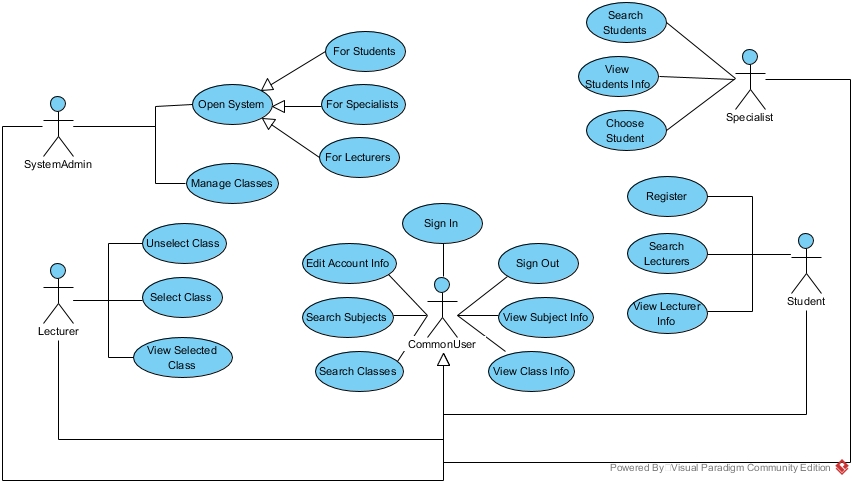 Search
Students
For Students
View
Students Info
Open System
For Specialists
Specialist
Choose
Student
SystemAdmin
For Lecturers
Manage Classes
Register
Sign In
Unselect Class
Edit Account Info
Sign Out
Search
Lecturers
Select Class
Student
Lecturer
Search Subjects
View Subject Info
View Lecturer
Info
CommonUser
View Selected
Class
Search Classes
View Class Info
Powered By Visual Paradigm Community Edition